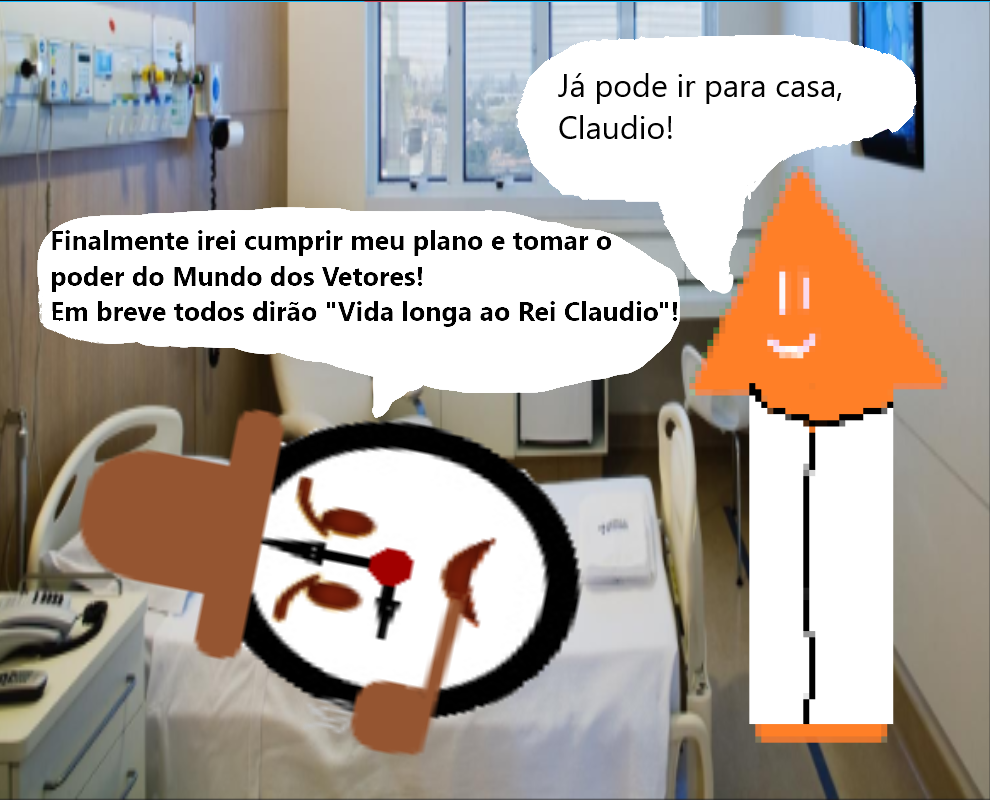 Já pode ir para casa,
Claudio!
Finalmente irei cumprir meu plano e tomar o
poder do Mundo dos Vetores!
Em breve todos dirão "Vida longa ao Rei Claudio"!